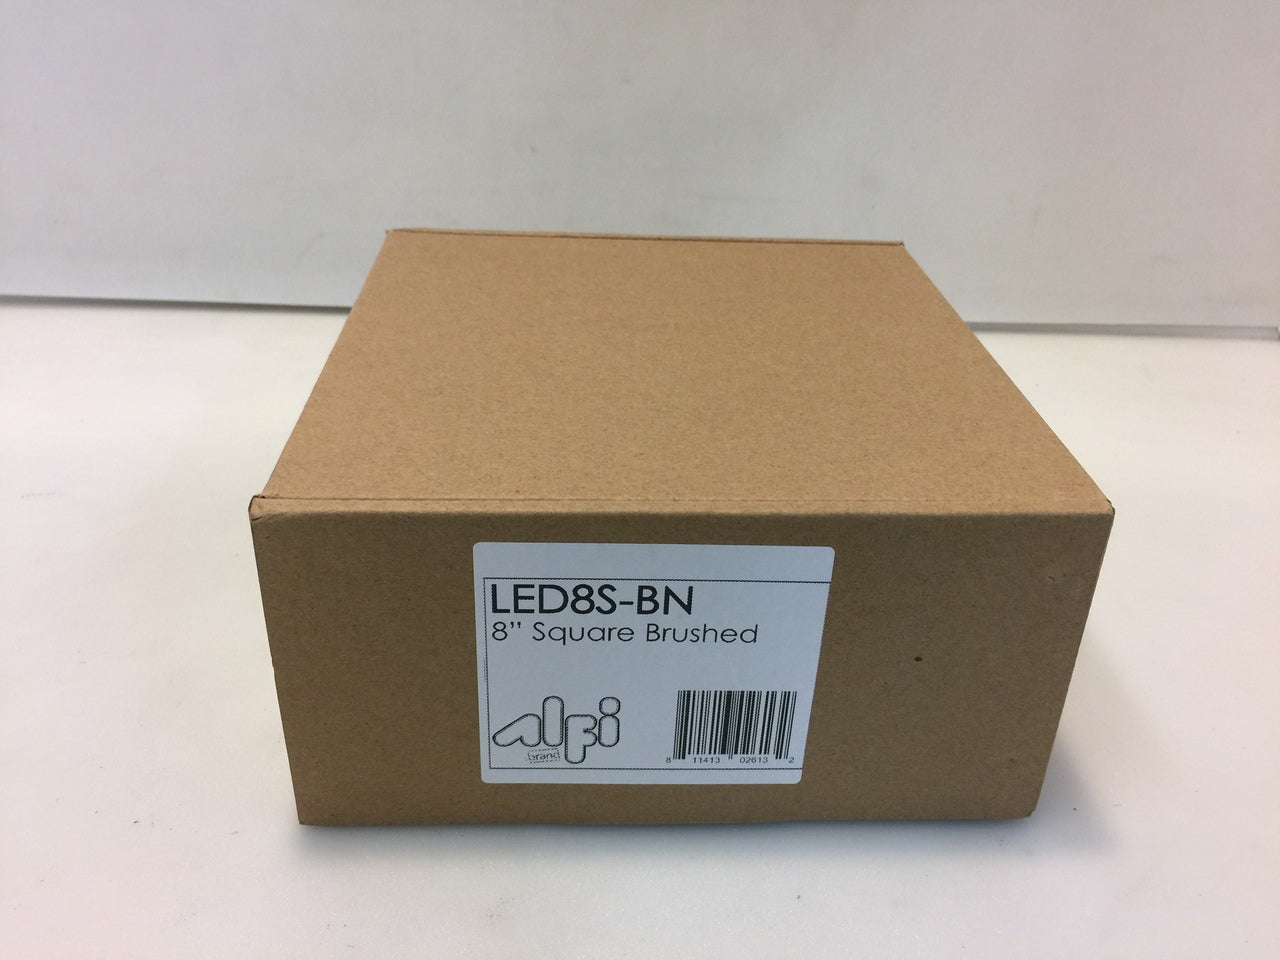 LED8S-BN
8” Square Brushed
alfi
brand
8 11413 02613 2